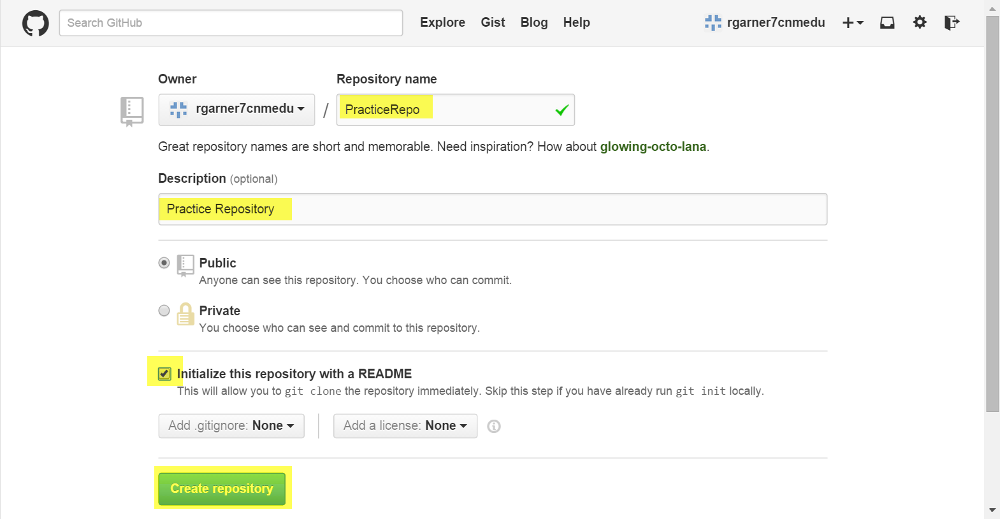 Search GitHub Explore Gist Blog Help rgarner7cnmedu
Owner Repository name
rgarner7cnmedu / PracticeRepo
Great repository names are short and memorable. Need inspiration? How about glowing-octo-lana.
Description (optional)
Practice Repository
Public
Anyone can see this repository. You choose who can commit.
Private
You choose who can see and commit to this repository.
Initialize this repository with a README
This will allow you to git clone the repository immediately. Skip this step if you have already run git init locally.
Add .gitignore: None Add a license: None
Create repository